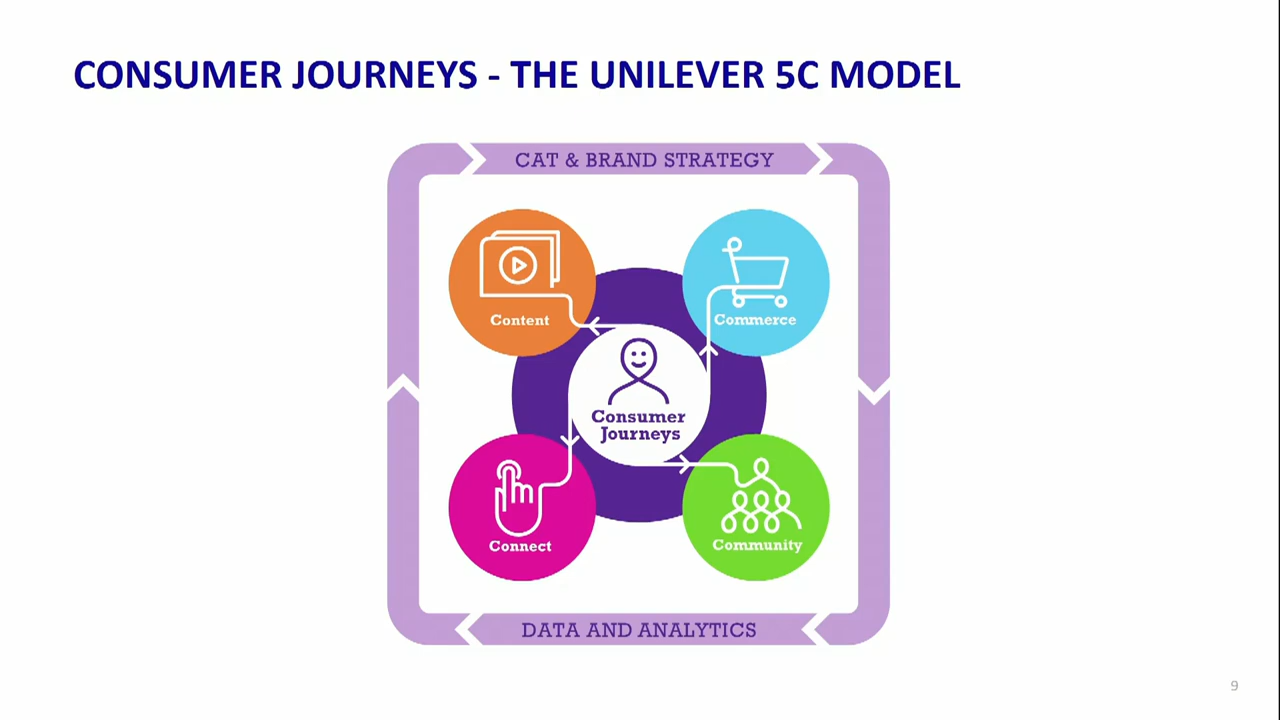 CONSUMER JOURNEYS - THE UNILEVER 5C MODEL
CAT & BRAND STRATEGY
Content
Commerce
Consumer
Journeys
Connect
Community
DATA AND ANALYTICS
9